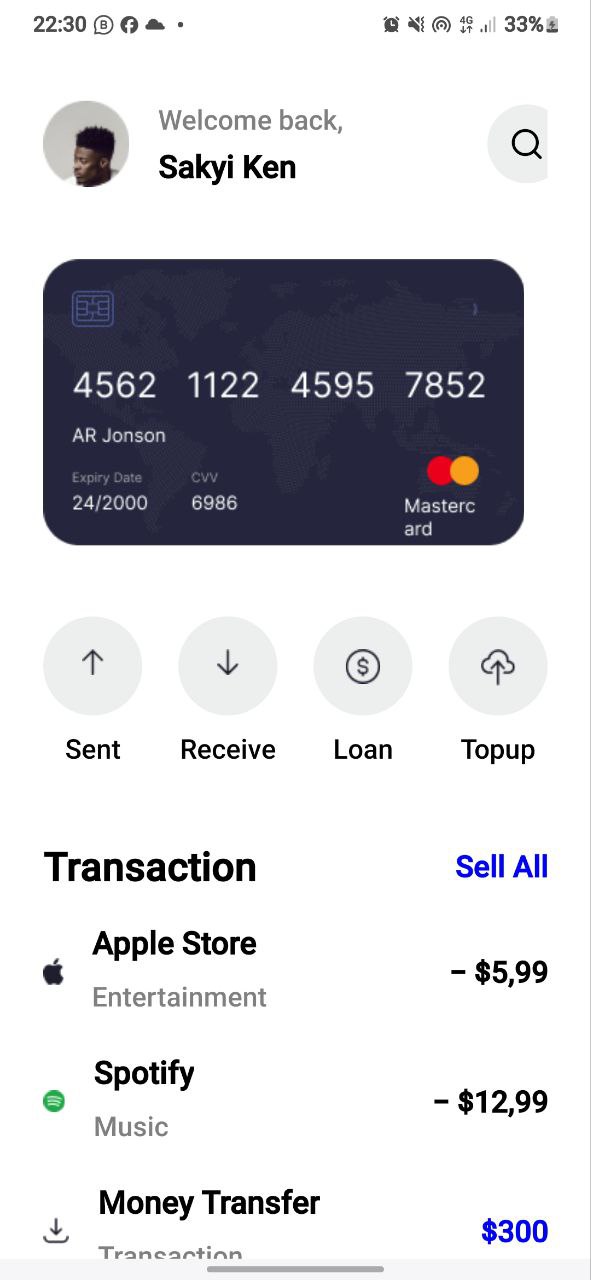 22:30 33%
4G
Welcome back,
Sakyi Ken
4562 1122 4595 7852
AR Jonson
Expiry Date CVV
24/2000 6986
Masterc
ard
Sent Receive Loan Topup
Transaction Sell All
Apple Store
– $5,99
Entertainment
Spotify
– $12,99
Music
Money Transfer
$300
Transaction